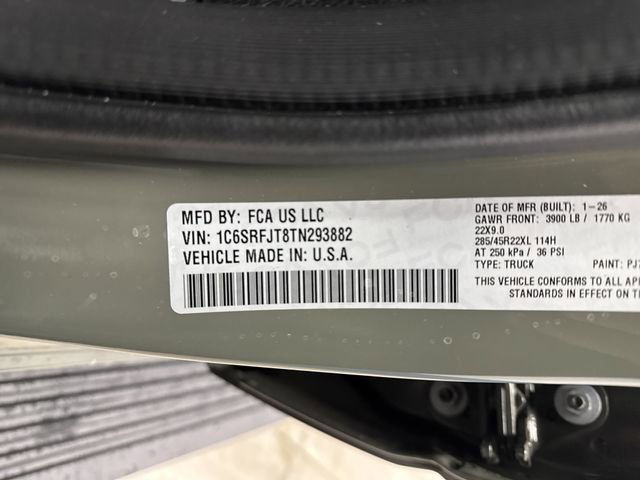 MFD BY: FCA US LLC
VIN: 1C6SRFJT8TN293882
VEHICLE MADE IN: U.S.A.
DATE OF MFR (BUILT): 1-26
GAWR FRONT: 3900 LB / 1770 KG
22X9.0
285/45R22XL 114H
AT 250 kPa / 36 PSI
TYPE: TRUCK PAINT: PJ7
THIS VEHICLE CONFORMS TO ALL APPLICABLE
STANDARDS IN EFFECT ON